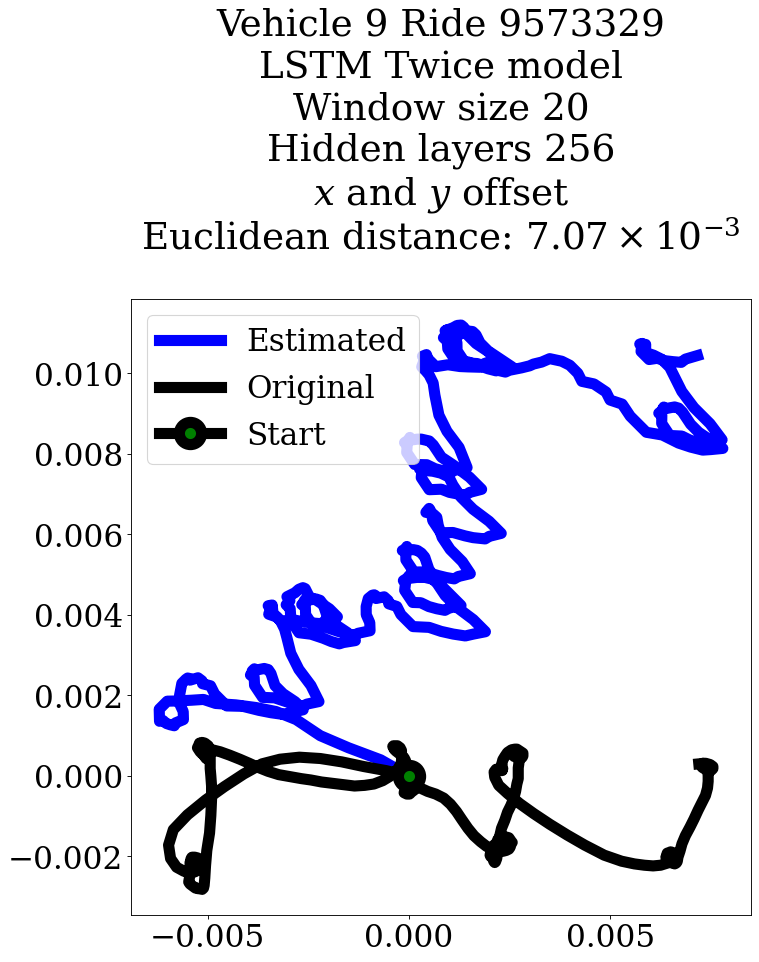 Vehicle 9 Ride 9573329
LSTM Twice model
Window size 20
Hidden layers 256
x and y offset
Euclidean distance: 7.07 × 10⁻³
Estimated
Original
Start
0.010
0.008
0.006
0.004
0.002
0.000
−0.002
−0.005 0.000 0.005